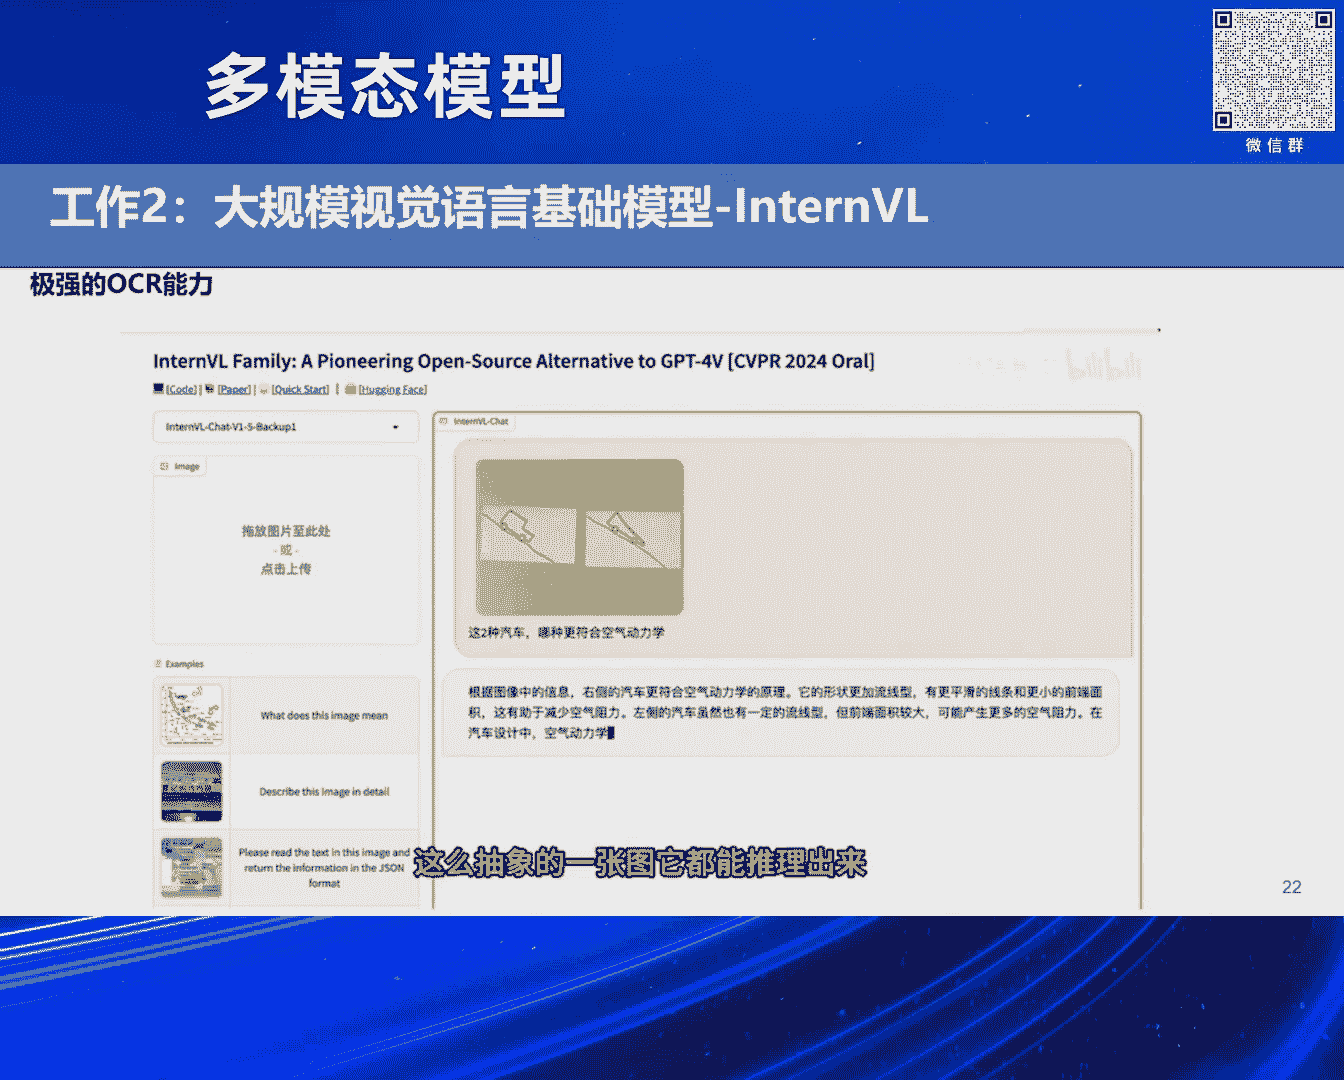 多模态模型
微信群
工作2：大规模视觉语言基础模型-InternVL
极强的OCR能力
InternVL Family: A Pioneering Open-Source Alternative to GPT-4V [CVPR 2024 Oral]
[Code] | [Paper] | [Quick Start] | [Hugging Face]
bilibili
InternVL-Chat-V1-5-Backup1
InternVL-Chat
Image
拖放图片至此处
- 或 -
点击上传
这2种汽车，哪种更符合空气动力学
Examples
根据图像中的信息，右侧的汽车更符合空气动力学的原理。它的形状更加流线型，有更平滑的线条和更小的前端面
积，这有助于减少空气阻力。左侧的汽车虽然也有一定的流线型，但前端面积较大，可能产生更多的空气阻力。在
汽车设计中，空气动力学
What does this image mean
Describe this image in detail
Please read the text in this image and
return the information in the JSON
format
这么抽象的一张图它都能推理出来
22